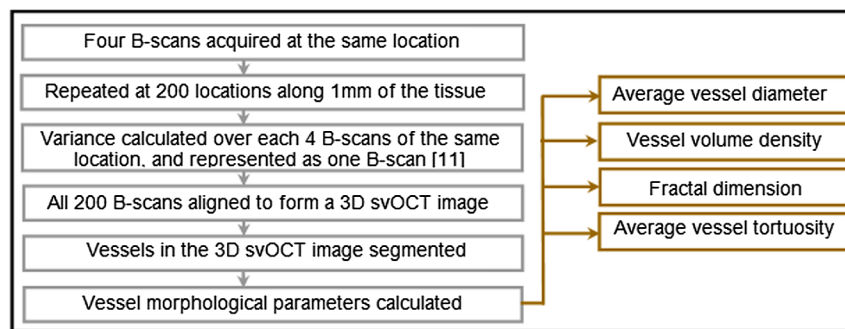 Four B-scans acquired at the same location
Repeated at 200 locations along 1mm of the tissue
Variance calculated over each 4 B-scans of the same
location, and represented as one B-scan [11]
All 200 B-scans aligned to form a 3D svOCT image
Vessels in the 3D svOCT image segmented
Vessel morphological parameters calculated
Average vessel diameter
Vessel volume density
Fractal dimension
Average vessel tortuosity